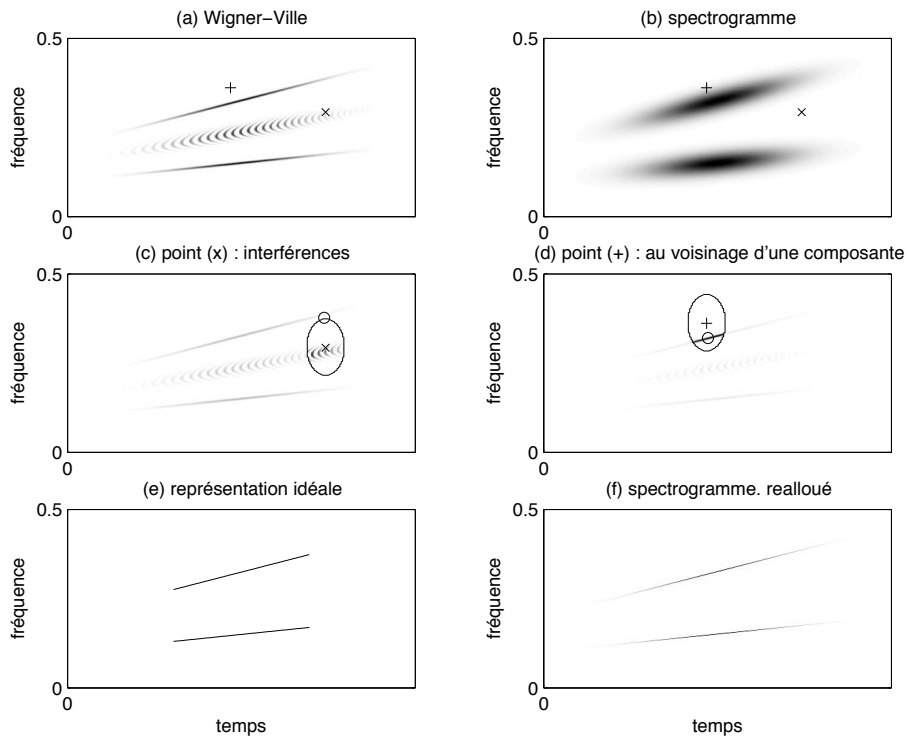 (a) Wigner−Ville
(b) spectrogramme
0.5
fréquence
0
0
0.5
fréquence
0
0
(c) point (x) : interférences
(d) point (+) : au voisinage d'une composante
0.5
fréquence
0
0
0.5
fréquence
0
0
(e) représentation idéale
(f) spectrogramme. realloué
0.5
fréquence
0
0
temps
0.5
fréquence
0
0
temps